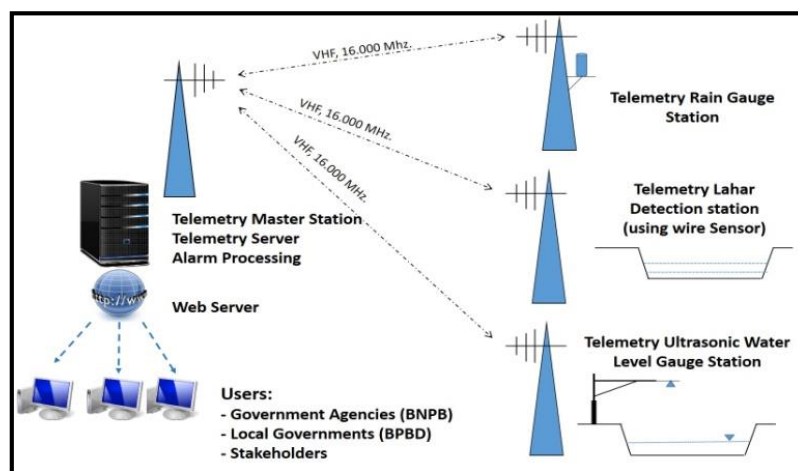 VHF, 16.000 Mhz.
VHF, 16.000 MHz.
VHF, 16.000 MHz.
Telemetry Rain Gauge
Station
Telemetry Lahar
Detection station
(using wire Sensor)
Telemetry Master Station
Telemetry Server
Alarm Processing
Web Server
Telemetry Ultrasonic Water
Level Gauge Station
Users:
- Government Agencies (BNPB)
- Local Governments (BPBD)
- Stakeholders